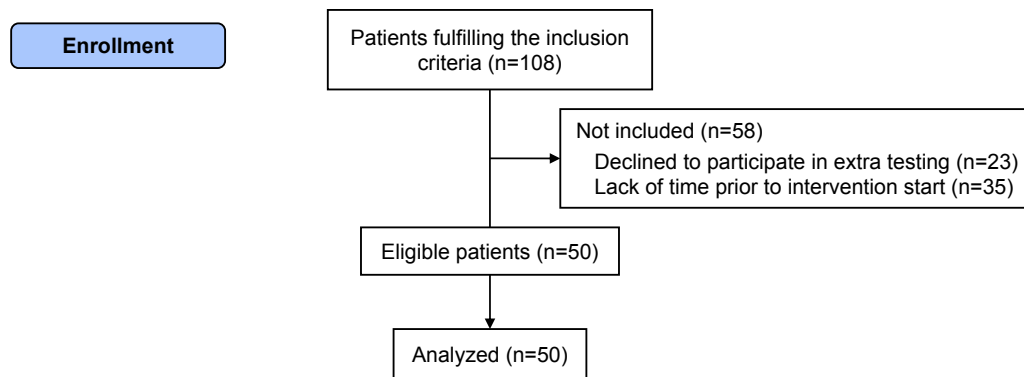 Enrollment
Patients fulfilling the inclusion
criteria (n=108)
Not included (n=58)
Declined to participate in extra testing (n=23)
Lack of time prior to intervention start (n=35)
Eligible patients (n=50)
Analyzed (n=50)